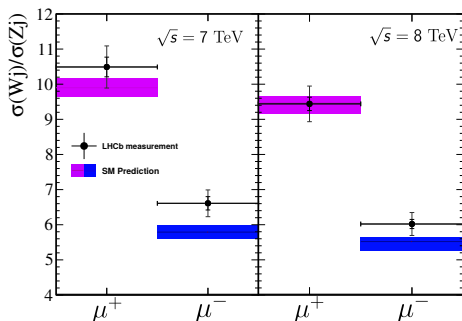 σ(Wj)/σ(Zj)
12
11
10
9
8
7
6
5
4
√s = 7 TeV
√s = 8 TeV
LHCb measurement
SM Prediction
μ⁺
μ⁻
μ⁺
μ⁻